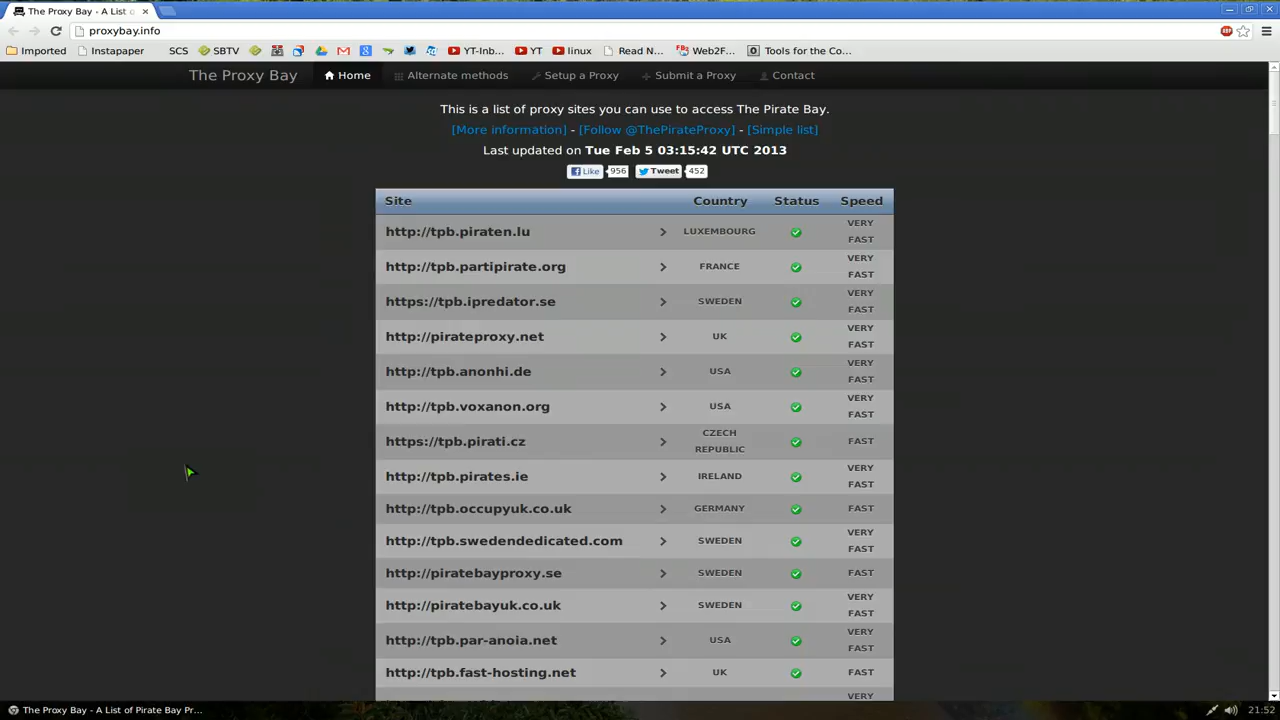 The Proxy Bay - A List o
proxybay.info
Imported Instapaper SCS SBTV YT-Inb... YT linux Read N... Web2F... Tools for the Co...
The Proxy Bay Home Alternate methods Setup a Proxy Submit a Proxy Contact
This is a list of proxy sites you can use to access The Pirate Bay.
[More information] - [Follow @ThePirateProxy] - [Simple list]
Last updated on Tue Feb 5 03:15:42 UTC 2013
Like 956 Tweet 452
Site Country Status Speed
http://tpb.piraten.lu LUXEMBOURG VERY FAST
http://tpb.partipirate.org FRANCE VERY FAST
https://tpb.ipredator.se SWEDEN VERY FAST
http://pirateproxy.net UK VERY FAST
http://tpb.anonhi.de USA VERY FAST
http://tpb.voxanon.org USA VERY FAST
https://tpb.pirati.cz CZECH REPUBLIC FAST
http://tpb.pirates.ie IRELAND VERY FAST
http://tpb.occupyuk.co.uk GERMANY FAST
http://tpb.swedendedicated.com SWEDEN VERY FAST
http://piratebayproxy.se SWEDEN FAST
http://piratebayuk.co.uk SWEDEN VERY FAST
http://tpb.par-anoia.net USA VERY FAST
http://tpb.fast-hosting.net UK FAST
VERY
The Proxy Bay - A List of Pirate Bay Pr... 21:52